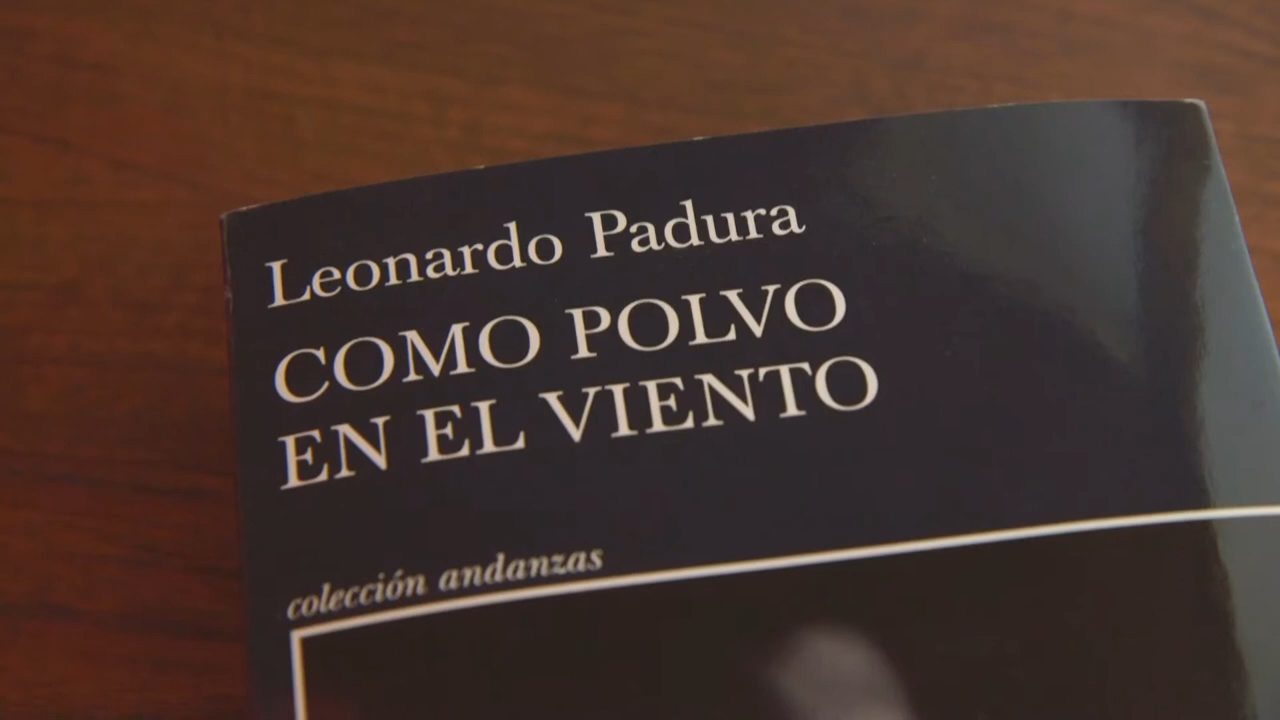 Leonardo Padura
COMO POLVO
EN EL VIENTO
colección andanzas